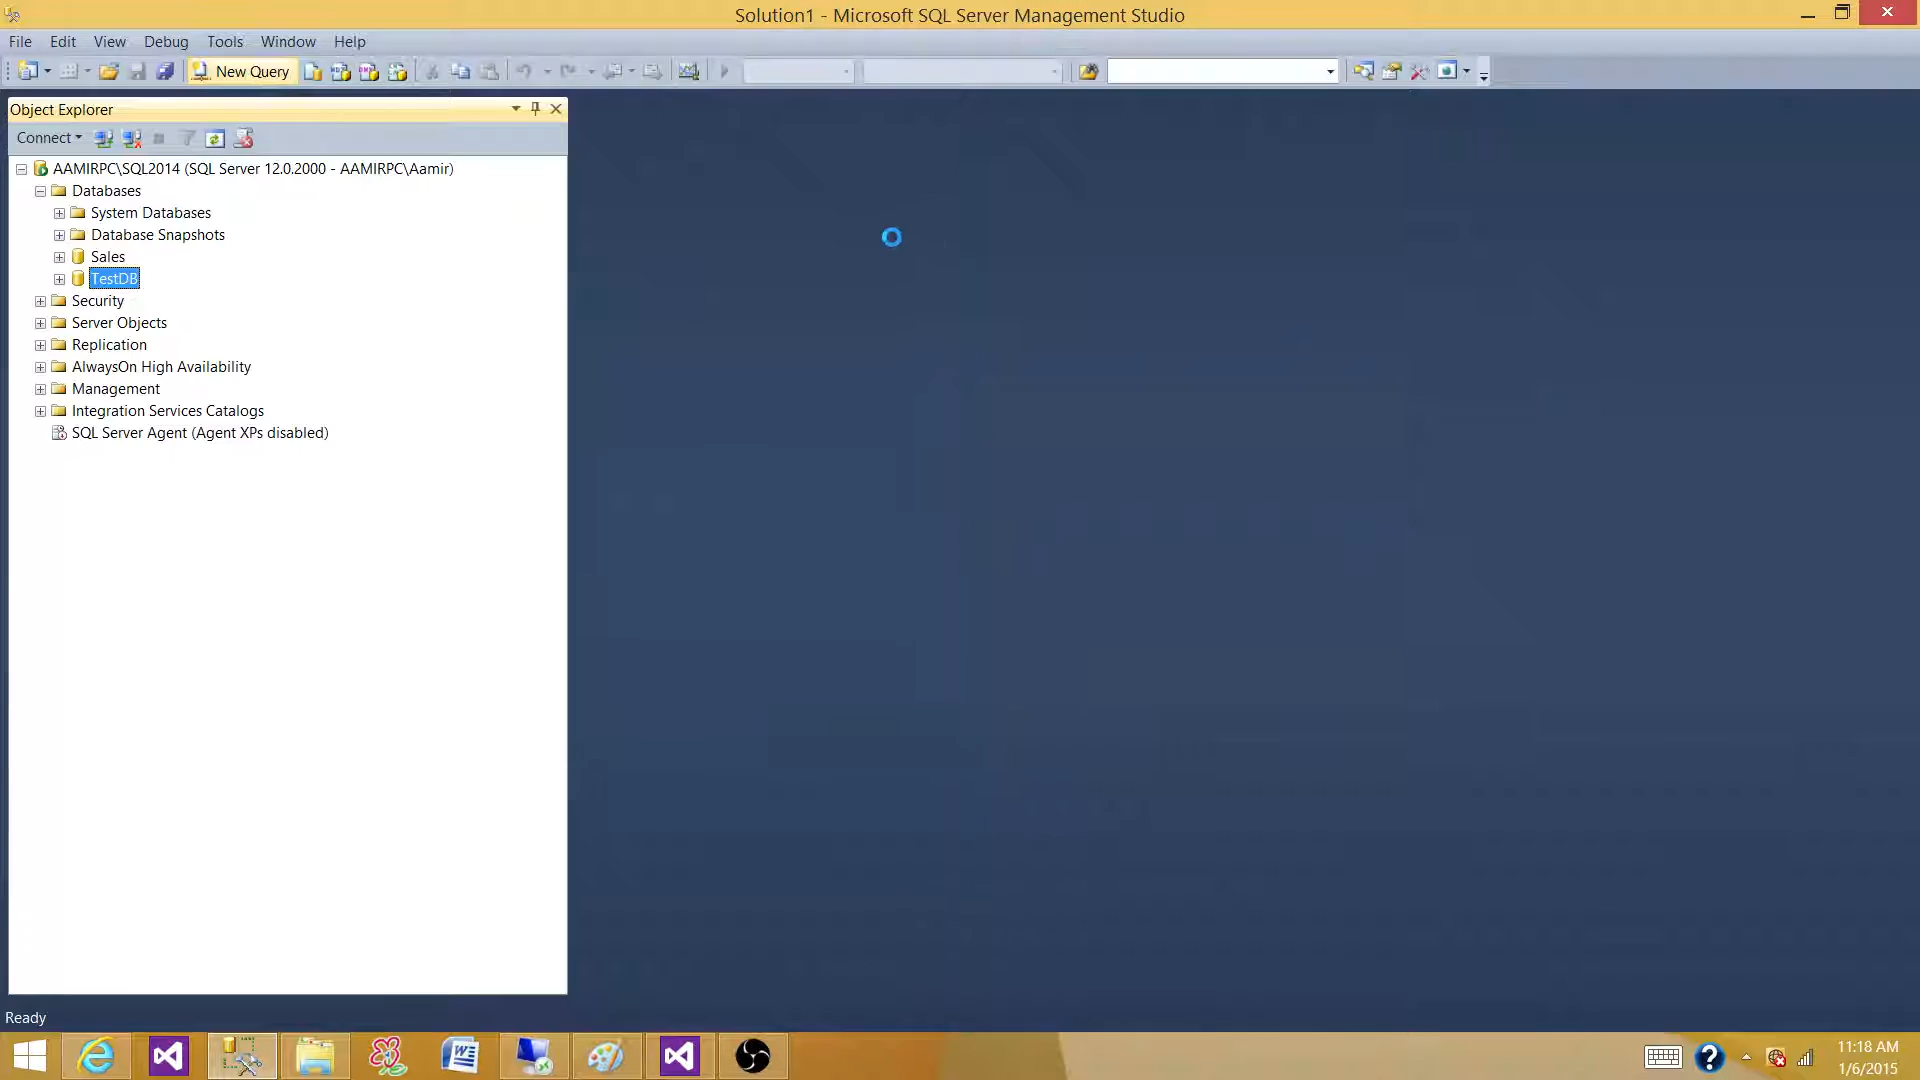 Solution1 - Microsoft SQL Server Management Studio
File Edit View Debug Tools Window Help
New Query
Object Explorer
Connect
AAMIRPC\SQL2014 (SQL Server 12.0.2000 - AAMIRPC\Aamir)
Databases
System Databases
Database Snapshots
Sales
TestDB
Security
Server Objects
Replication
AlwaysOn High Availability
Management
Integration Services Catalogs
SQL Server Agent (Agent XPs disabled)
Ready
11:18 AM
1/6/2015